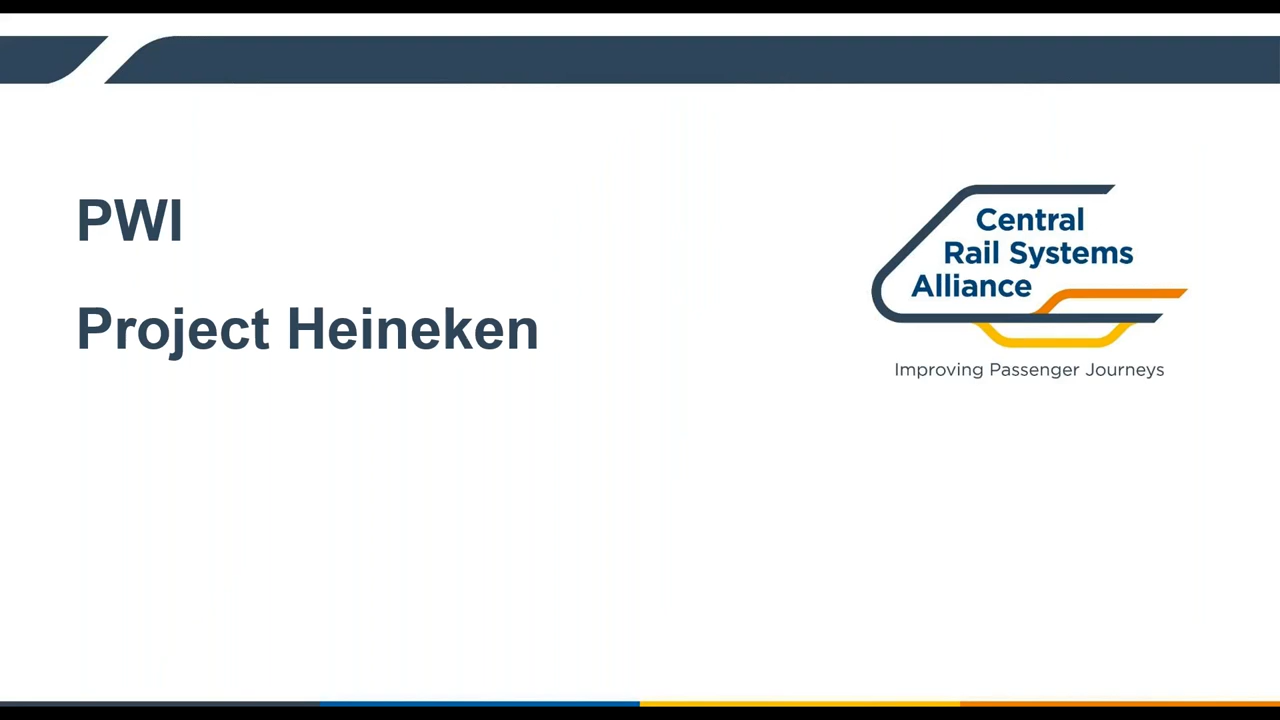 PWI
Project Heineken
Central
Rail Systems
Alliance
Improving Passenger Journeys